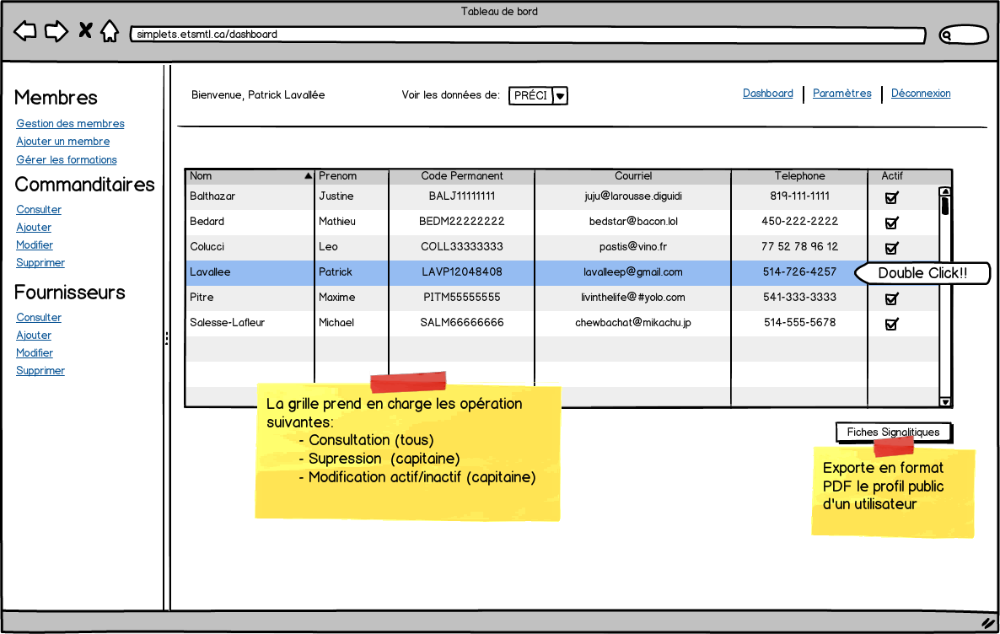 Tableau de bord
simplets.etsmtl.ca/dashboard
Membres
Gestion des membres
Ajouter un membre
Gérer les formations
Commanditaires
Consulter
Ajouter
Modifier
Supprimer
Fournisseurs
Consulter
Ajouter
Modifier
Supprimer
Bienvenue, Patrick Lavallée Voir les données de: PRÉCI Dashboard Paramètres Déconnexion
Nom Prenom Code Permanent Courriel Telephone Actif
Balthazar Justine BALJ11111111 juju@larousse.diguidi 819-111-1111
Bedard Mathieu BEDM22222222 bedstar@bacon.lol 450-222-2222
Colucci Leo COLL33333333 pastis@vino.fr 77 52 78 96 12
Lavallee Patrick LAVP12048408 lavalleep@gmail.com 514-726-4257 Double Click!!
Pitre Maxime PITM55555555 livinthelife@#yolo.com 541-333-3333
Salesse-Lafleur Michael SALM66666666 chewbachat@mikachu.jp 514-555-5678
La grille prend en charge les opération
suivantes:
- Consultation (tous)
- Supression (capitaine)
- Modification actif/inactif (capitaine)
Fiches Signalitiques
Exporte en format
PDF le profil public
d'un utilisateur